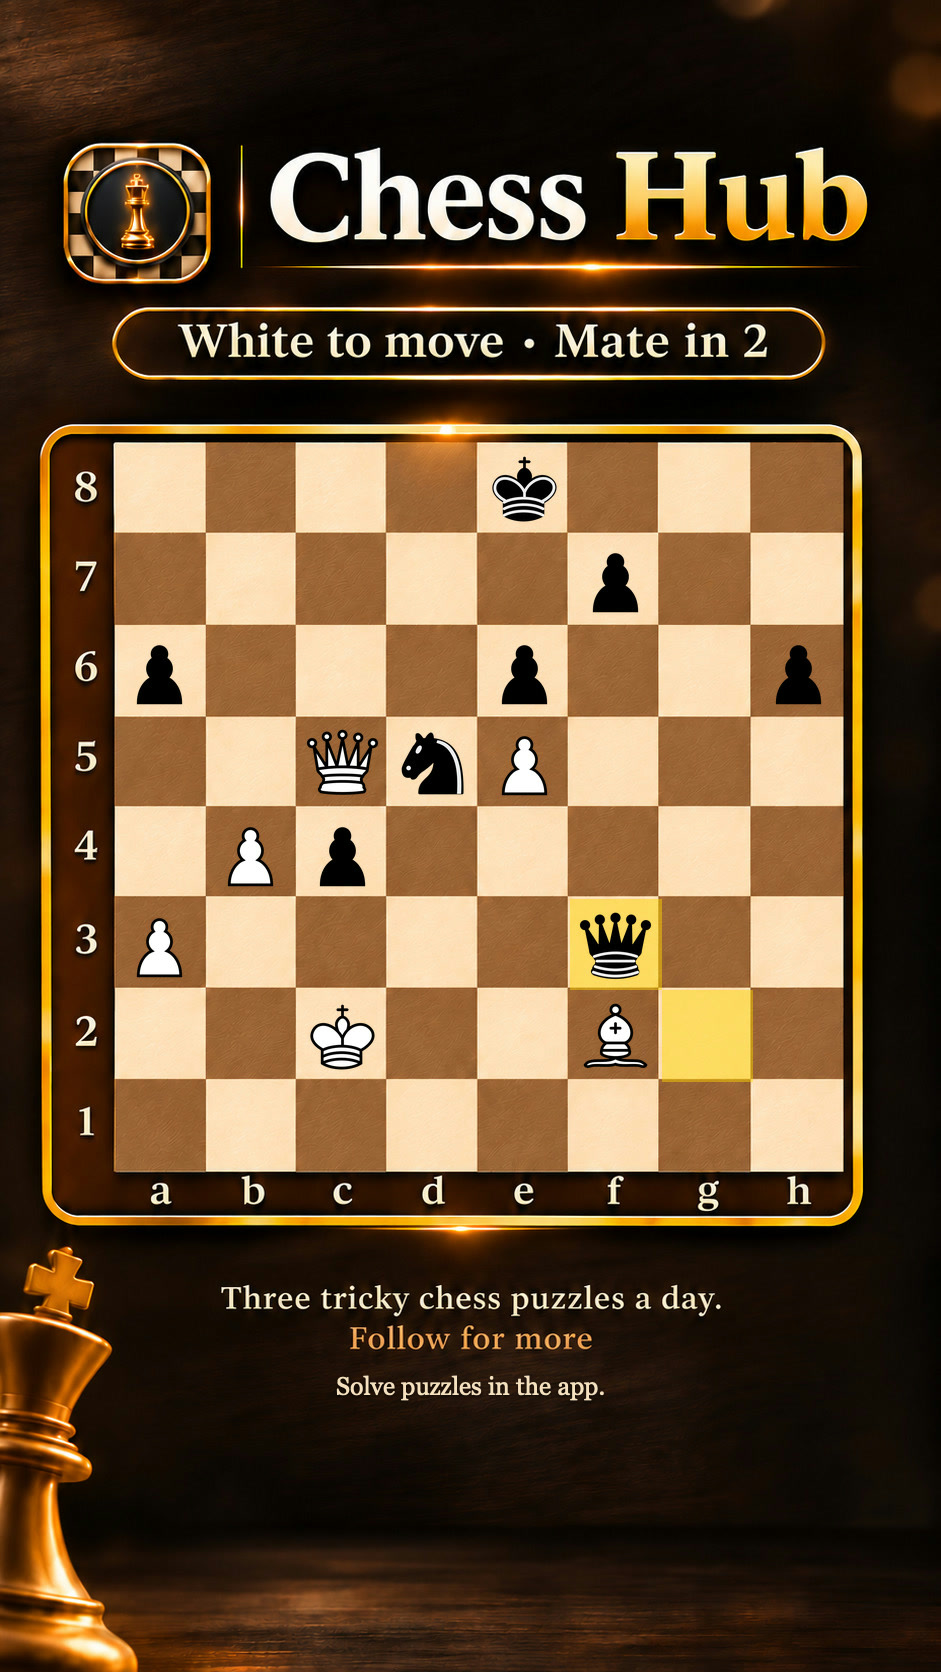 Chess Hub
White to move • Mate in 2
8
7
6
5
4
3
2
1
a b c d e f g h
Three tricky chess puzzles a day.
Follow for more
Solve puzzles in the app.